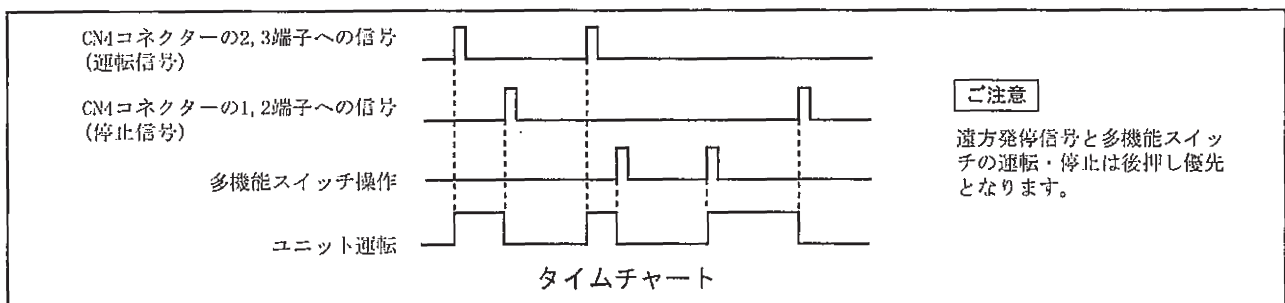 CN4コネクターの2,3端子への信号
(運転信号)
CN4コネクターの1,2端子への信号
(停止信号)
多機能スイッチ操作
ユニット運転
タイムチャート
ご注意
遠方発停信号と多機能スイッ
チの運転・停止は後押し優先
となります。